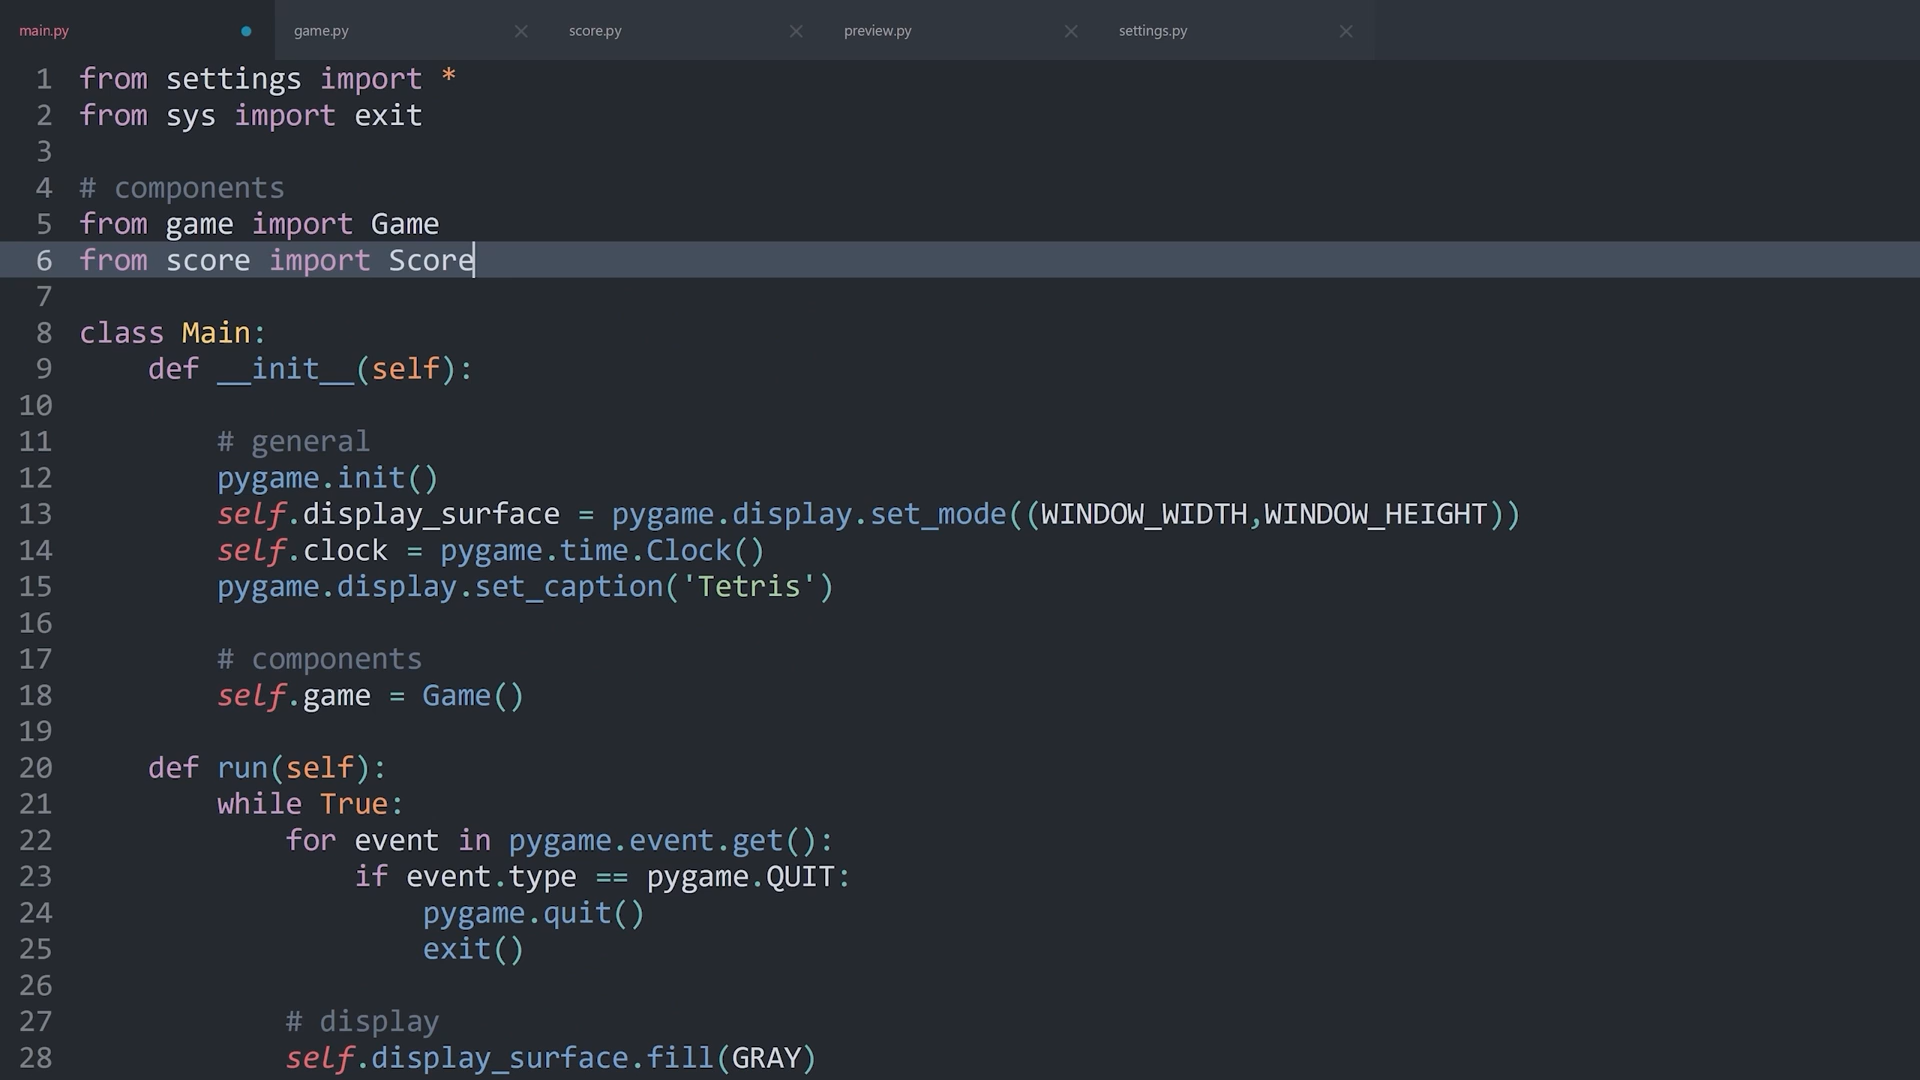 main.py game.py score.py preview.py settings.py
1 from settings import *
2 from sys import exit
3
4 # components
5 from game import Game
6 from score import Score
7
8 class Main:
9     def __init__(self):
10
11         # general
12         pygame.init()
13         self.display_surface = pygame.display.set_mode((WINDOW_WIDTH,WINDOW_HEIGHT))
14         self.clock = pygame.time.Clock()
15         pygame.display.set_caption('Tetris')
16
17         # components
18         self.game = Game()
19
20     def run(self):
21         while True:
22             for event in pygame.event.get():
23                 if event.type == pygame.QUIT:
24                     pygame.quit()
25                     exit()
26
27             # display
28             self.display_surface.fill(GRAY)